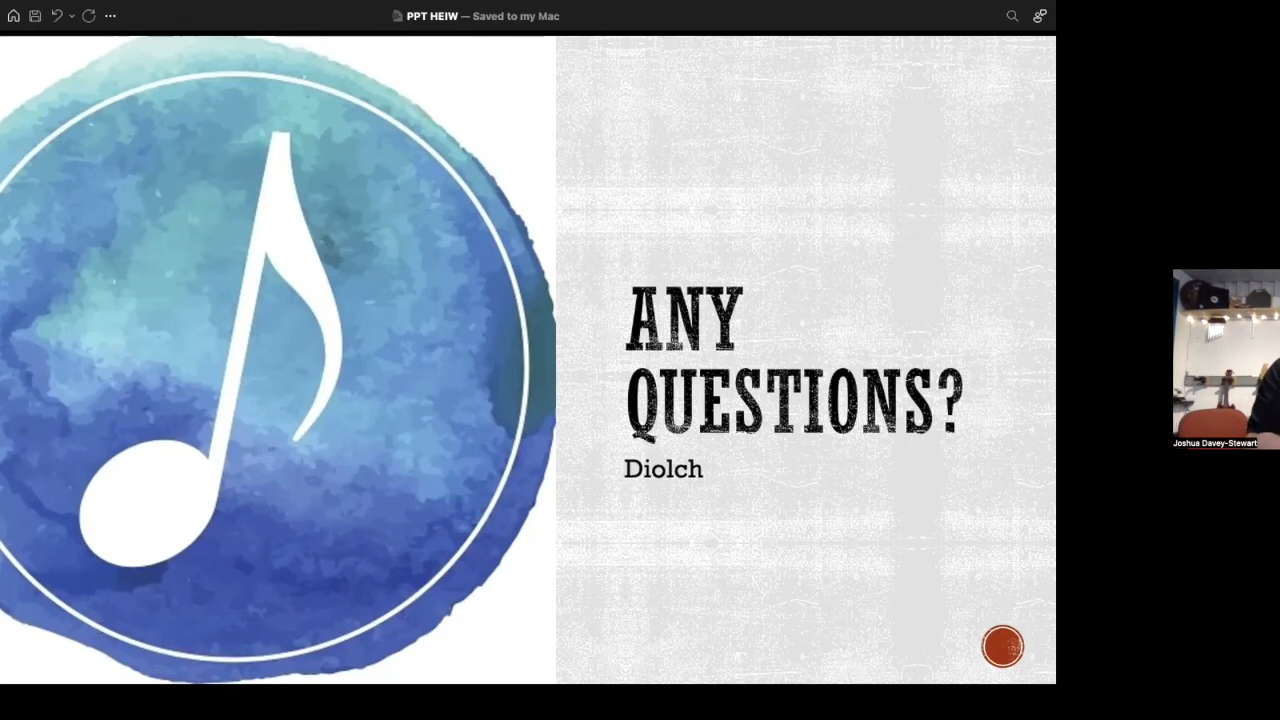 PPT HEIW — Saved to my Mac
ANY
QUESTIONS?
Diolch
Joshua Davey-Stewart